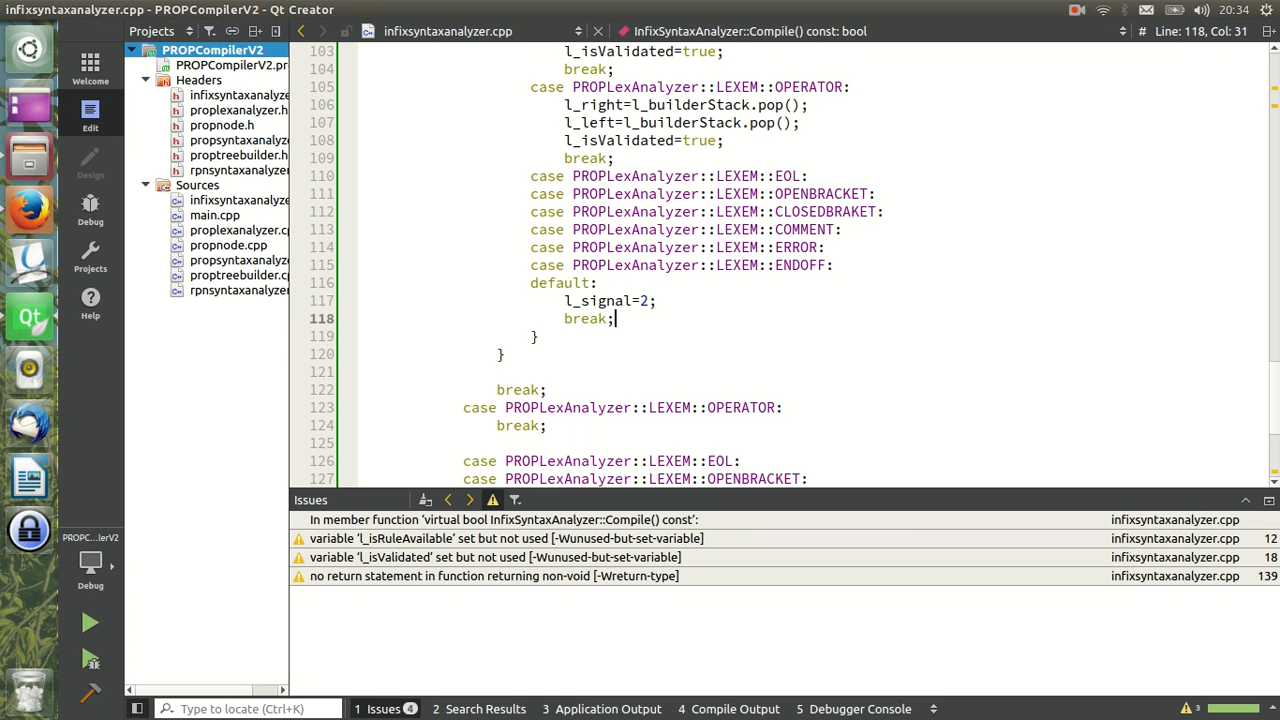 infixsyntaxanalyzer.cpp - PROPCompilerV2 - Qt Creator
20:34
Projects
infixsyntaxanalyzer.cpp
InfixSyntaxAnalyzer::Compile() const: bool
# Line: 118, Col: 31
Welcome
Edit
Design
Debug
Projects
Help
PROPC...lerV2
Debug
PROPCompilerV2
PROPCompilerV2.pr
Headers
infixsyntaxanalyze
proplexanalyzer.h
propnode.h
propsyntaxanalyze
proptreebuilder.h
rpnsyntaxanalyzer
Sources
infixsyntaxanalyze
main.cpp
proplexanalyzer.cp
propnode.cpp
propsyntaxanalyze
proptreebuilder.cp
rpnsyntaxanalyzer
103 l_isValidated=true;
104 break;
105 case PROPLexAnalyzer::LEXEM::OPERATOR:
106 l_right=l_builderStack.pop();
107 l_left=l_builderStack.pop();
108 l_isValidated=true;
109 break;
110 case PROPLexAnalyzer::LEXEM::EOL:
111 case PROPLexAnalyzer::LEXEM::OPENBRACKET:
112 case PROPLexAnalyzer::LEXEM::CLOSEDBRAKET:
113 case PROPLexAnalyzer::LEXEM::COMMENT:
114 case PROPLexAnalyzer::LEXEM::ERROR:
115 case PROPLexAnalyzer::LEXEM::ENDOFF:
116 default:
117 l_signal=2;
118 break;
119 }
120 }
121
122 break;
123 case PROPLexAnalyzer::LEXEM::OPERATOR:
124 break;
125
126 case PROPLexAnalyzer::LEXEM::EOL:
127 case PROPLexAnalyzer::LEXEM::OPENBRACKET:
Issues
In member function ‘virtual bool InfixSyntaxAnalyzer::Compile() const’: infixsyntaxanalyzer.cpp
variable ‘l_isRuleAvailable’ set but not used [-Wunused-but-set-variable] infixsyntaxanalyzer.cpp 12
variable ‘l_isValidated’ set but not used [-Wunused-but-set-variable] infixsyntaxanalyzer.cpp 18
no return statement in function returning non-void [-Wreturn-type] infixsyntaxanalyzer.cpp 139
Type to locate (Ctrl+K)
1 Issues 4
2 Search Results
3 Application Output
4 Compile Output
5 Debugger Console
3